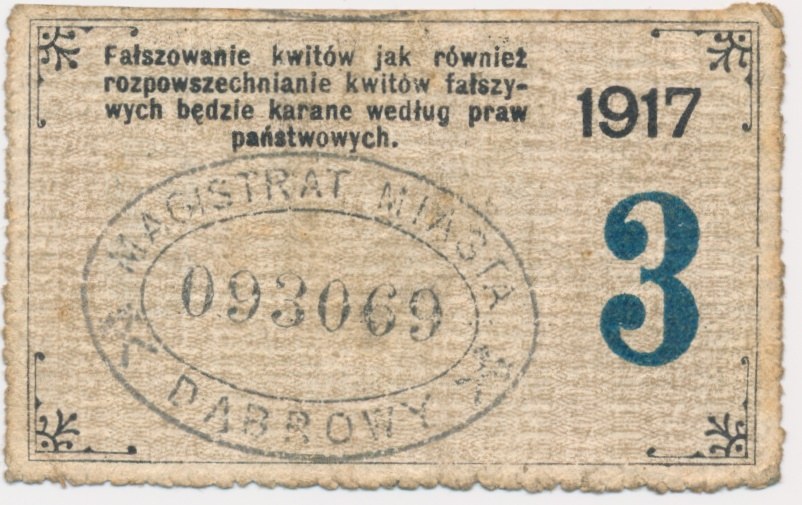 Fałszowanie kwitów jak również
rozpowszechnianie kwitów fałszy-
wych będzie karane według praw
państwowych.
1917
3
MAGISTRAT MIASTA
093069
DĄBROWY